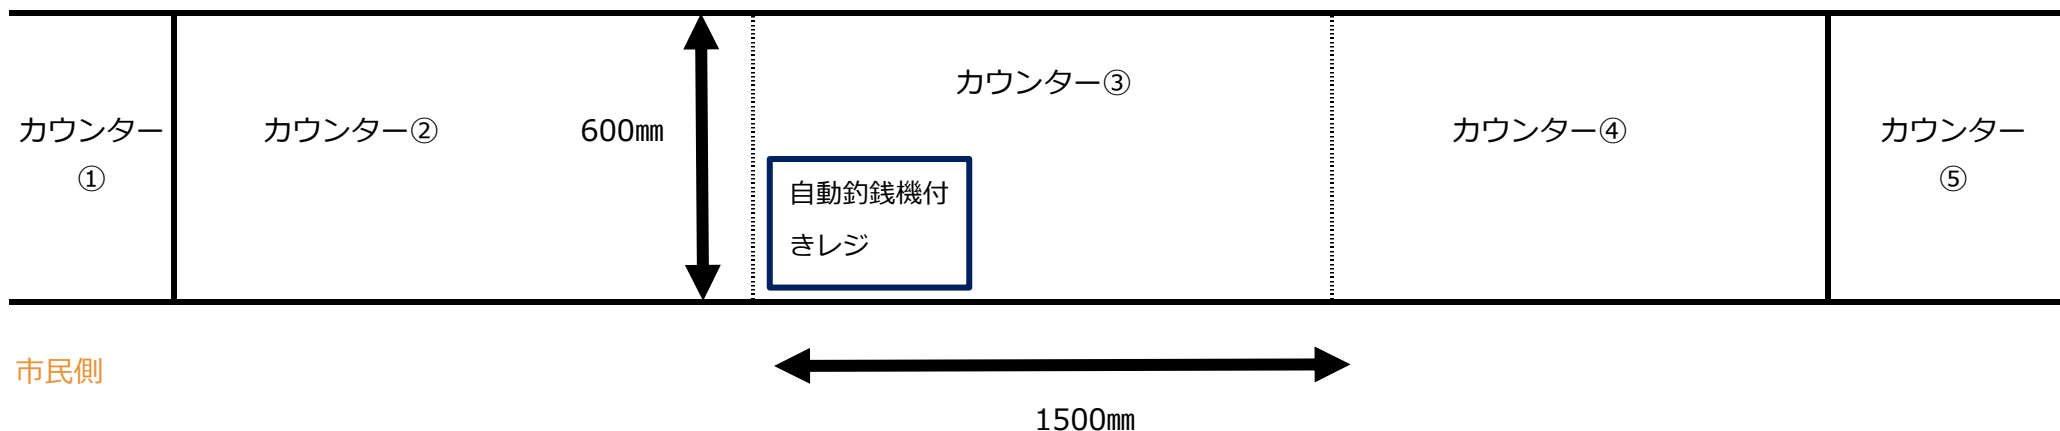 カウンター
①
カウンター②
600㎜
カウンター③
自動釣銭機付
きレジ
カウンター④
カウンター
⑤
市民側
1500㎜